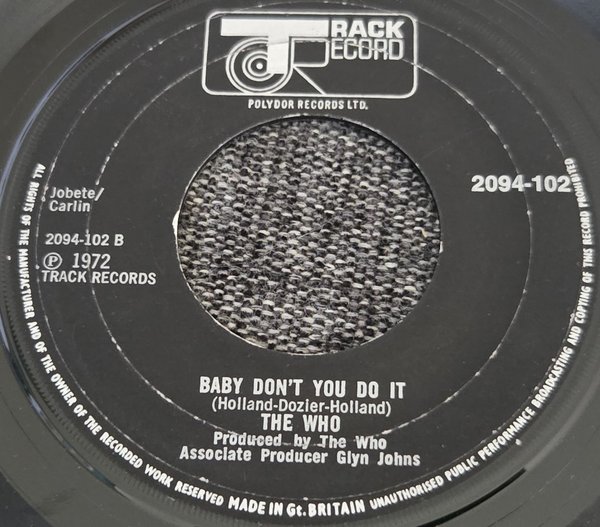 TRACK
RECORD
POLYDOR RECORDS LTD.
Jobete/
Carlin
2094-102
2094-102 B
Ⓟ 1972
TRACK RECORDS
BABY DON'T YOU DO IT
(Holland-Dozier-Holland)
THE WHO
Produced by The Who
Associate Producer Glyn Johns
ALL RIGHTS OF THE MANUFACTURER AND OF THE OWNER OF THE RECORDED WORK RESERVED MADE IN Gt. BRITAIN UNAUTHORISED PUBLIC PERFORMANCE BROADCASTING AND COPYING OF THIS RECORD PROHIBITED